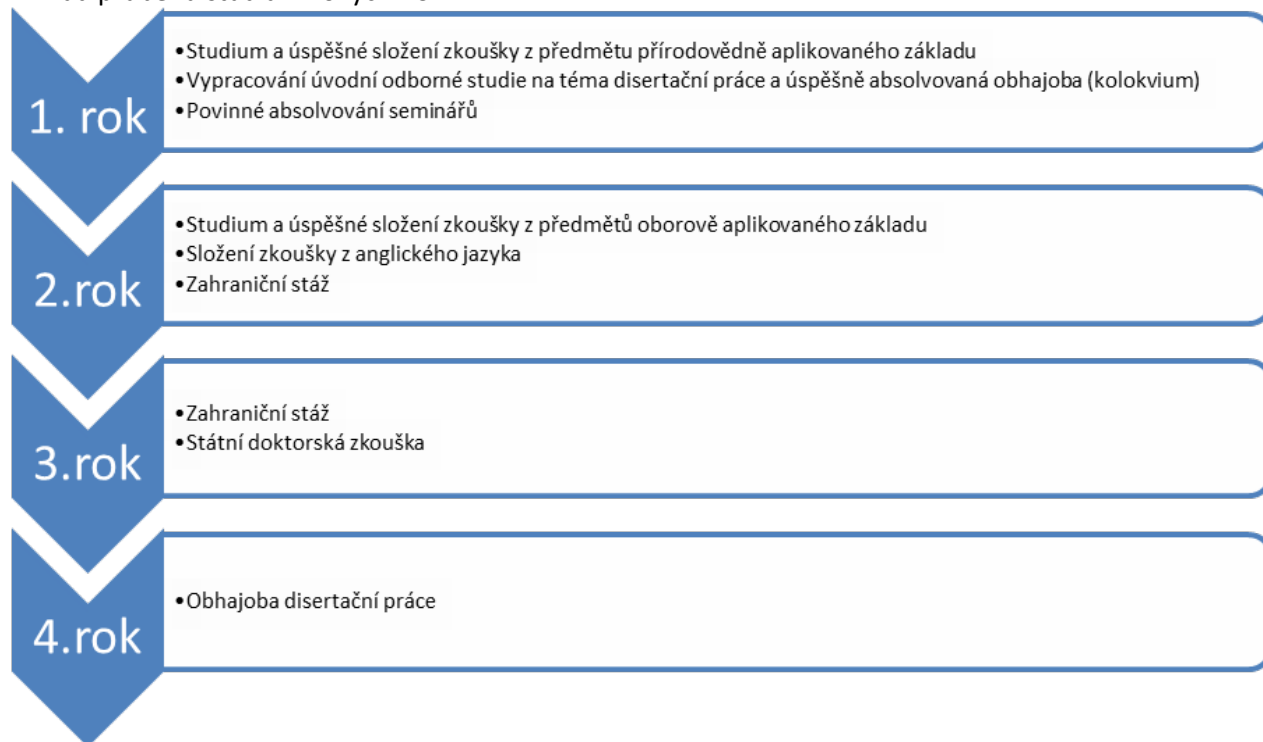 1. rok
•Studium a úspěšné složení zkoušky z předmětu přírodovědně aplikovaného základu
•Vypracování úvodní odborné studie na téma disertační práce a úspěšně absolvovaná obhajoba (kolokvium)
•Povinné absolvování seminářů
2.rok
•Studium a úspěšné složení zkoušky z předmětů oborově aplikovaného základu
•Složení zkoušky z anglického jazyka
•Zahraniční stáž
3.rok
•Zahraniční stáž
•Státní doktorská zkouška
4.rok
•Obhajoba disertační práce